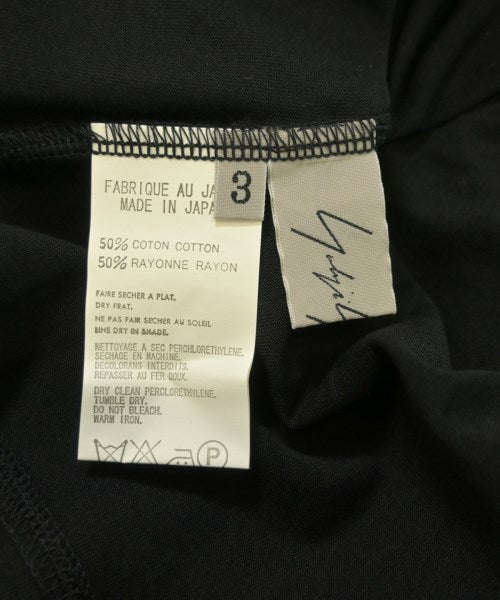 FABRIQUE AU JA
MADE IN JAPA
3
50% COTON COTTON
50% RAYONNE RAYON
FAIRE SECHER A PLAT.
DRY FRAT.
NE PAS FAIR SECHER AU SOLEIL
LINE DRY IN SHADE.
NETTOYAGE A SEC PERCHLORETHYLENE.
SECHAGE EN MACHINE.
DECOLORANS INTERDITS.
REPASSER AU FER DOUX.
DRY CLEAN PERCLORETHYLENE.
TUMBLE DRY.
DO NOT BLEACH.
WARM IRON.
P